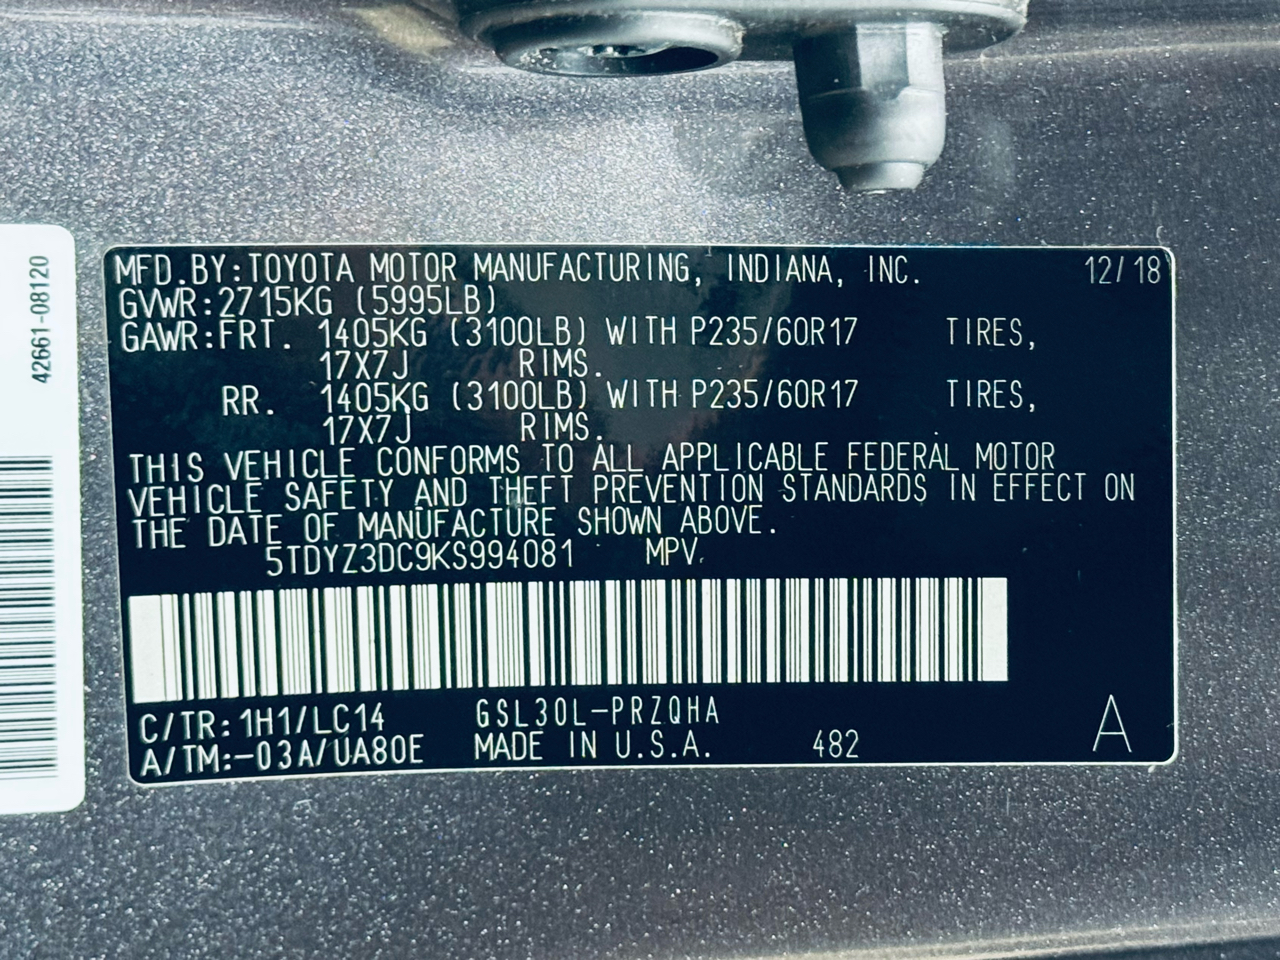 42661-08120
MFD.BY:TOYOTA MOTOR MANUFACTURING, INDIANA, INC. 12/18
GVWR:2715KG (5995LB)
GAWR:FRT. 1405KG (3100LB) WITH P235/60R17 TIRES,
17X7J RIMS.
RR. 1405KG (3100LB) WITH P235/60R17 TIRES,
17X7J RIMS.
THIS VEHICLE CONFORMS TO ALL APPLICABLE FEDERAL MOTOR
VEHICLE SAFETY AND THEFT PREVENTION STANDARDS IN EFFECT ON
THE DATE OF MANUFACTURE SHOWN ABOVE.
5TDYZ3DC9KS994081 MPV
C/TR:1H1/LC14 GSL30L-PRZQHA
A/TM:-03A/UA80E MADE IN U.S.A. 482 A